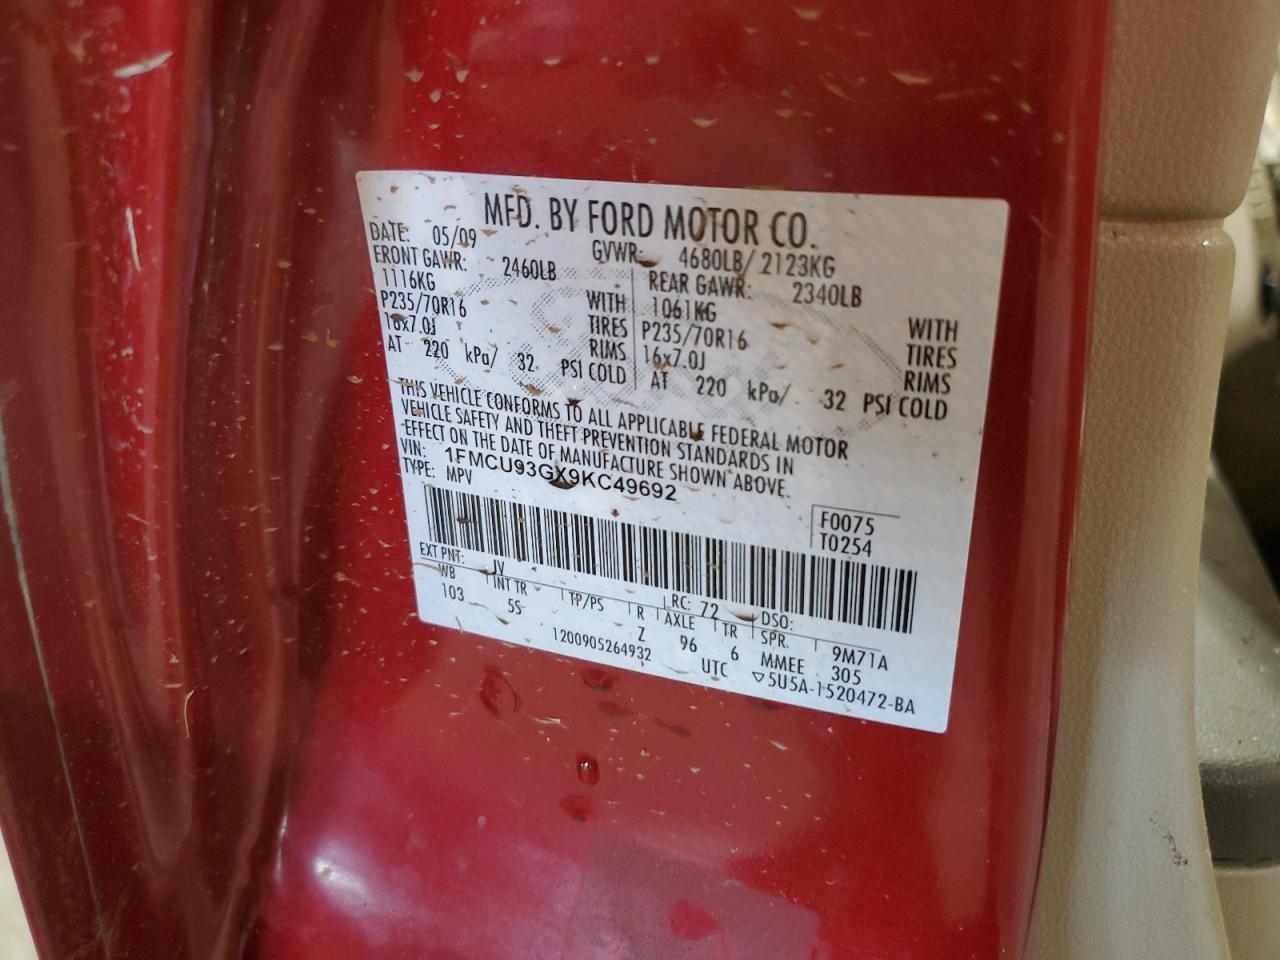 MFD. BY FORD MOTOR CO.
DATE: 05/09 GVWR: 4680LB/ 2123KG
FRONT GAWR: 2460LB REAR GAWR: 2340LB
1116KG WITH 1061KG WITH
P235/70R16 TIRES P235/70R16 TIRES
16x7.0J RIMS 16x7.0J RIMS
AT 220 kPa/ 32 PSI COLD AT 220 kPa/ 32 PSI COLD
THIS VEHICLE CONFORMS TO ALL APPLICABLE FEDERAL MOTOR
VEHICLE SAFETY AND THEFT PREVENTION STANDARDS IN
EFFECT ON THE DATE OF MANUFACTURE SHOWN ABOVE.
VIN: 1FMCU93GX9KC49692
TYPE: MPV
F0075
T0254
EXT PNT: JV RC: 72 DSO:
WB INT TR TP/PS R AXLE TR SPR 9M71A
103 5S Z 96 6 MMEE 305
1200905264932 UTC ▽5U5A-1520472-BA